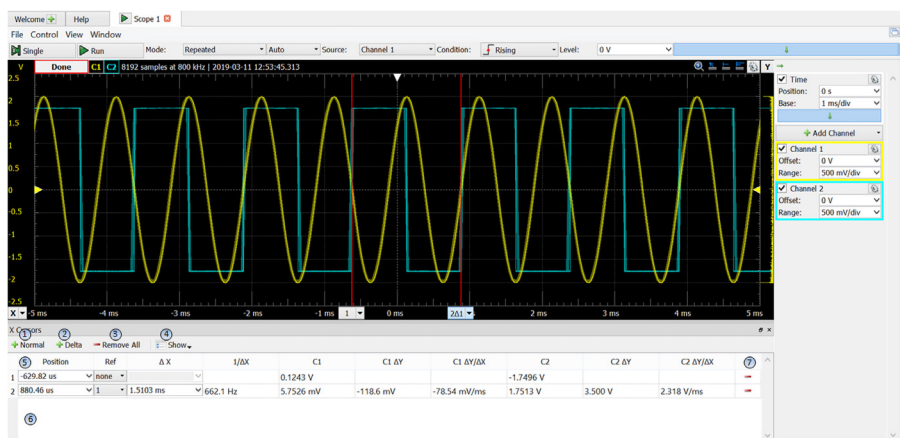 Welcome Help Scope 1
File Control View Window
Single Run Mode: Repeated Auto Source: Channel 1 Condition: Rising Level: 0 V
V Done C1 C2 8192 samples at 800 kHz | 2019-03-11 12:53:45.313 Y
2.5
2
1.5
1
0.5
0
-0.5
-1
-1.5
-2
-2.5
X -5 ms -4 ms -3 ms -2 ms -1 ms 1 0 ms 2Δ1 2 ms 3 ms 4 ms 5 ms
Time
Position: 0 s
Base: 1 ms/div
Add Channel
Channel 1
Offset: 0 V
Range: 500 mV/div
Channel 2
Offset: 0 V
Range: 500 mV/div
X Cursors
1 2 3 4
Normal Delta Remove All Show
5 Position Ref Δ X 1/ΔX C1 C1 ΔY C1 ΔY/ΔX C2 C2 ΔY C2 ΔY/ΔX 7
1 -629.82 us none 0.1243 V -1.7496 V
2 880.46 us 1 1.5103 ms 662.1 Hz 5.7526 mV -118.6 mV -78.54 mV/ms 1.7513 V 3.500 V 2.318 V/ms
6